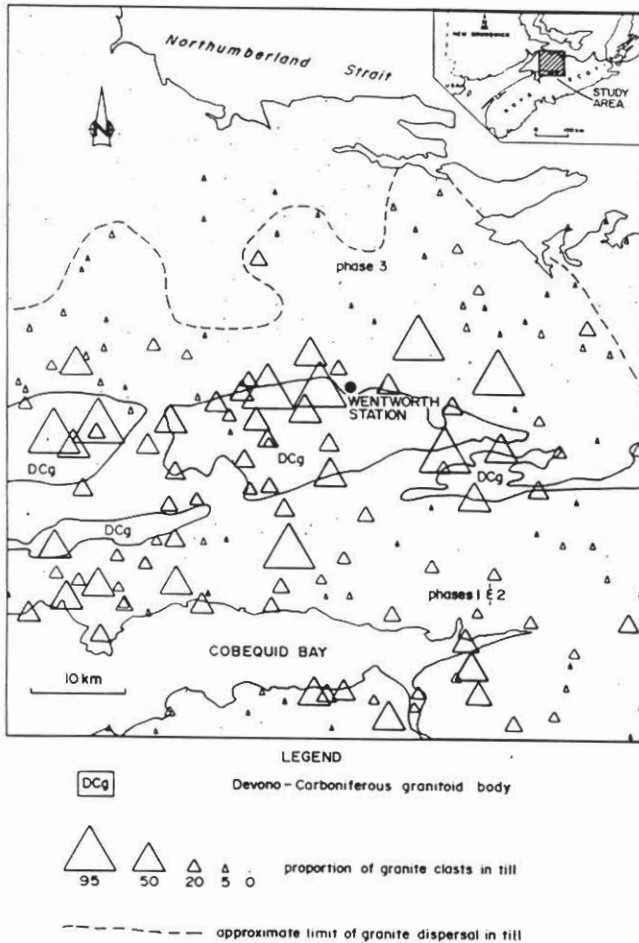 Northumberland Strait
N
N
NEW BRUNSWICK
NOVA SCOTIA
STUDY
AREA
phase 3
WENTWORTH
STATION
DCg
DCg
DCg
DCg
phases 1 & 2
COBEQUID BAY
10 km
LEGEND
DCg Devono-Carboniferous granitoid body
95 50 20 5 0 proportion of granite clasts in till
approximate limit of granite dispersal in till